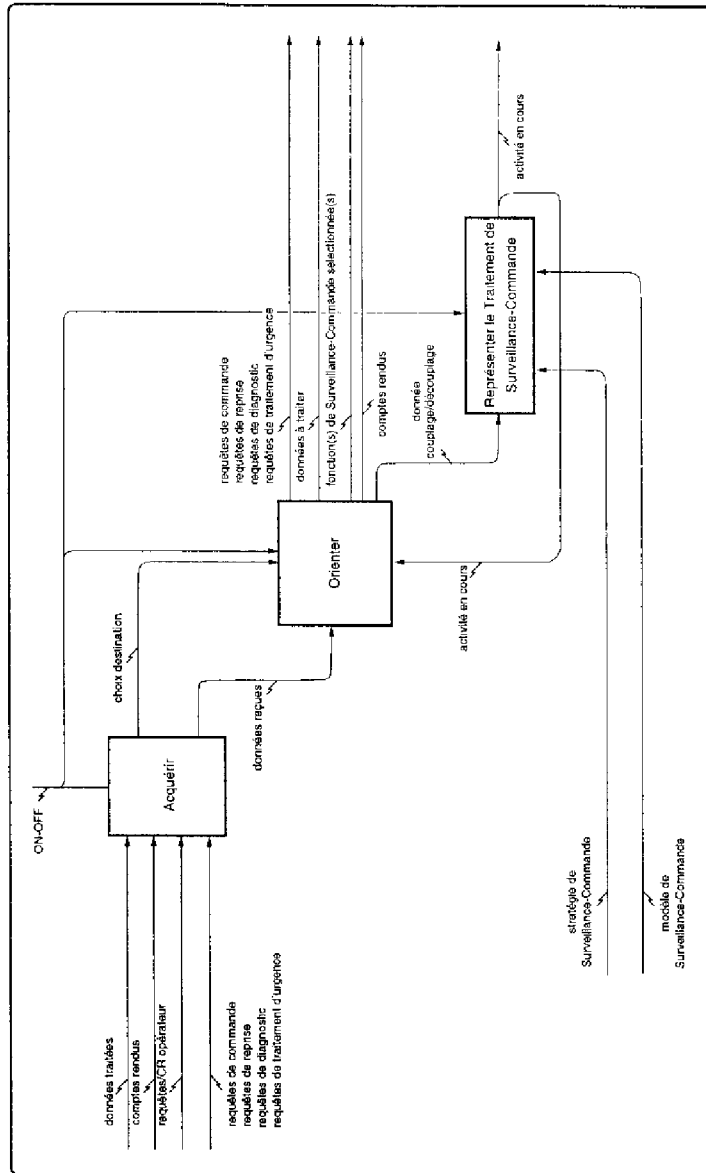 ON-OFF
choix destination
données reçues
Acquérir
données traitées
comptes rendus
requêtes/CR opérateur
requêtes de commande
requêtes de reprise
requêtes de diagnostic
requêtes de traitement d'urgence
requêtes de commande
requêtes de reprise
requêtes de diagnostic
requêtes de traitement d'urgence
données à traiter
fonction(s) de Surveillance-Commande sélectionnée(s)
comptes rendus
donnée
couplage/découplage
Orienter
activité en cours
Représenter le Traitement de
Surveillance-Commande
activité en cours
stratégie de
Surveillance-Commande
modèle de
Surveillance-Commande